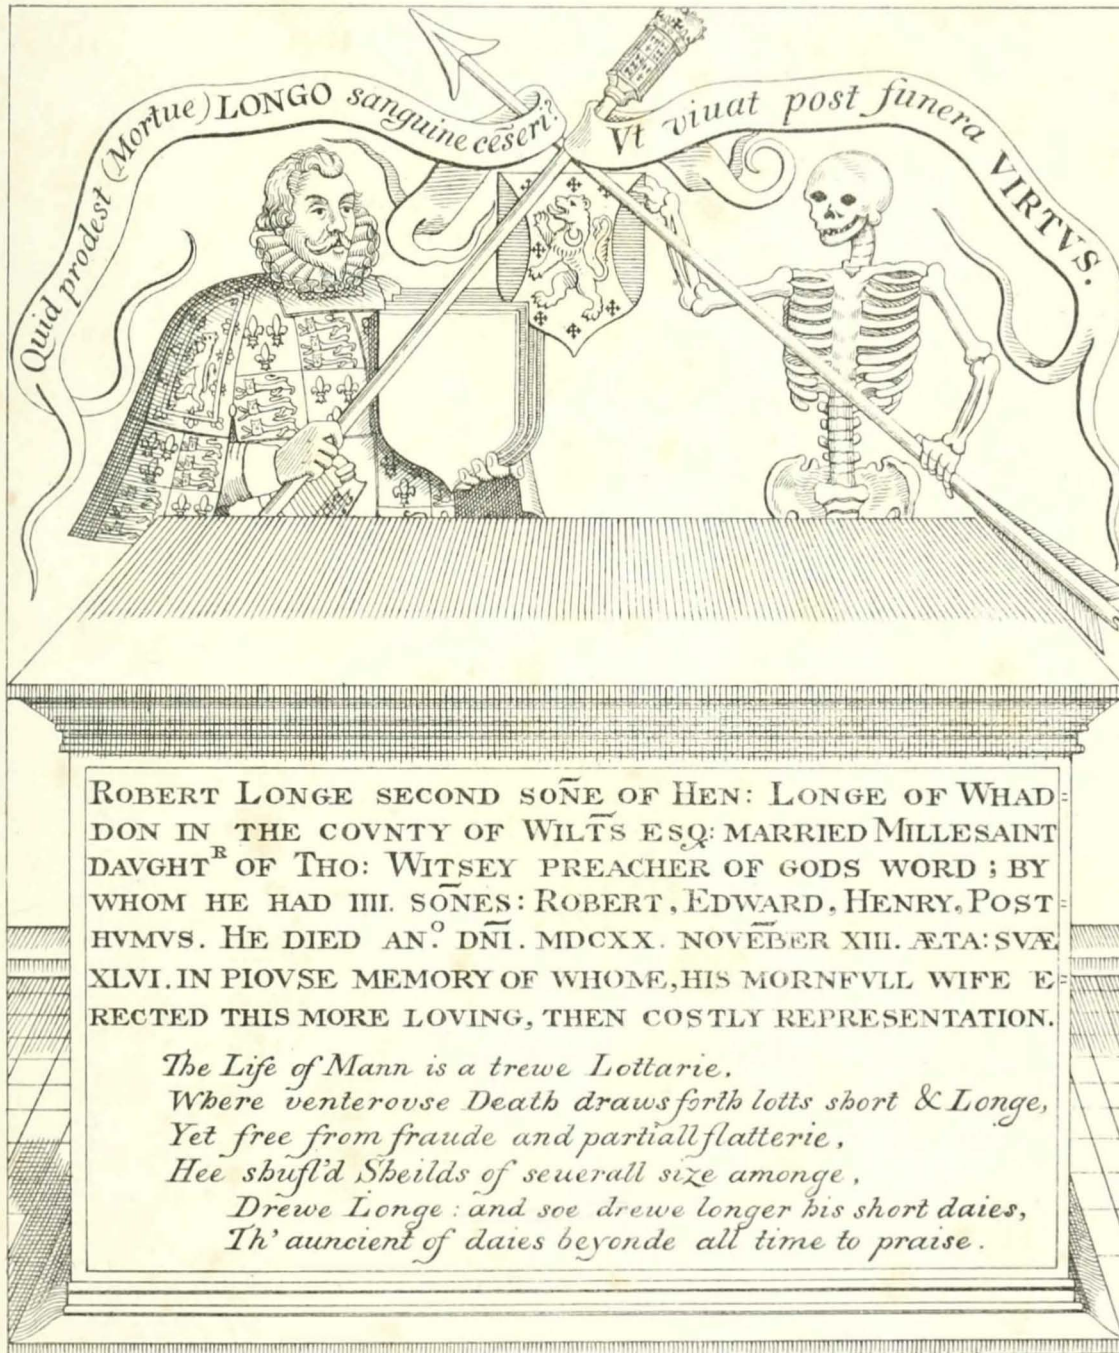 Quid prodest (Mortue) LONGO sanguine cēseri?
Vt viuat post funera VIRTVS.
ROBERT LONGE SECOND SOÑE OF HEN: LONGE OF WHAD=
DON IN THE COVNTY OF WILT̃S ESQ: MARRIED MILLESAINT
DAVGHTᴿ OF THO: WITSEY PREACHER OF GODS WORD ; BY
WHOM HE HAD IIII. SOÑES: ROBERT, EDWARD, HENRY, POST=
HVMVS. HE DIED ANº. DÑI. MDCXX. NOVẼBER XIII. ÆTA: SVÆ
XLVI. IN PIOVSE MEMORY OF WHOME, HIS MORNFVLL WIFE E=
RECTED THIS MORE LOVING, THEN COSTLY REPRESENTATION.
The Life of Mann is a trewe Lottarie,
Where venterovse Death draws forth lotts short & Longe,
Yet free from fraude and partiall flatterie,
Hee shufl'd Sheilds of seuerall size amonge,
Drewe Longe : and soe drewe longer his short daies,
Th' auncient of daies beyonde all time to praise.